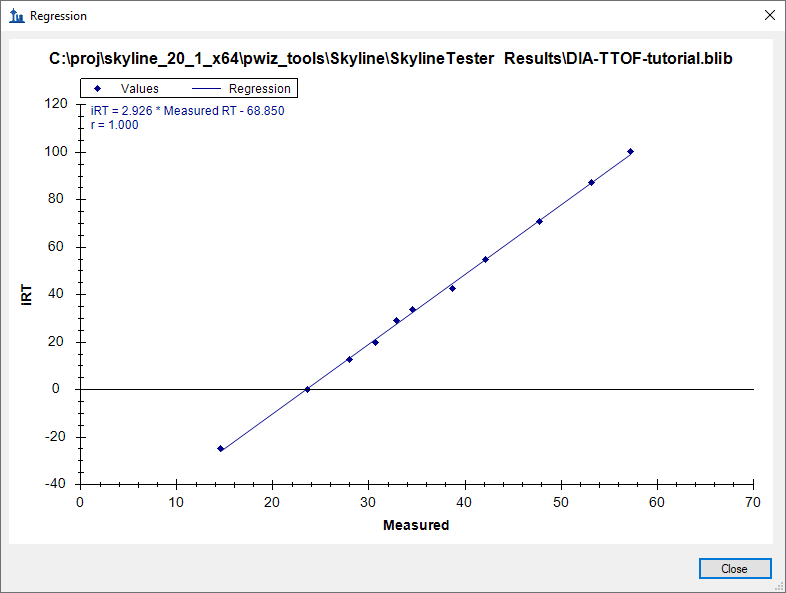 Regression
C:\proj\skyline_20_1_x64\pwiz_tools\Skyline\SkylineTester  Results\DIA-TTOF-tutorial.blib
Values Regression
iRT = 2.926 * Measured RT - 68.850
r = 1.000
120
100
80
60
40
20
0
-20
-40
iRT
0 10 20 30 40 50 60 70
Measured
Close